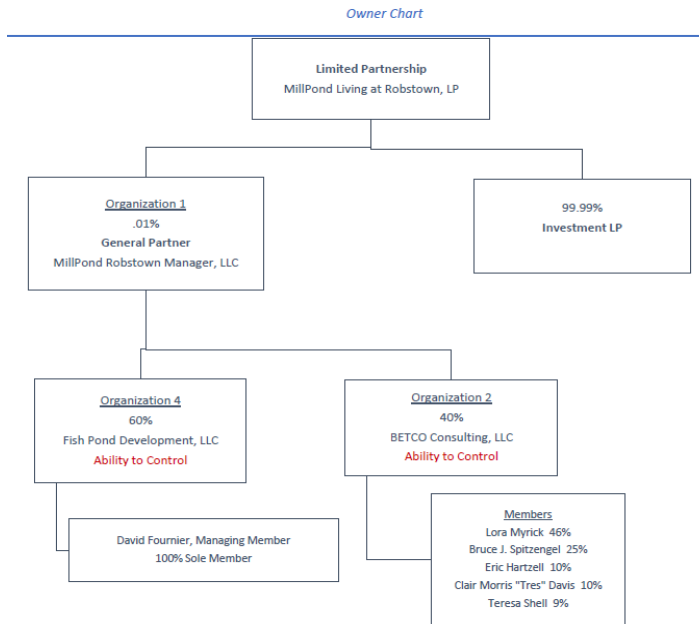 Owner Chart
Limited Partnership
MillPond Living at Robstown, LP
Organization 1
.01%
General Partner
MillPond Robstown Manager, LLC
99.99%
Investment LP
Organization 4
60%
Fish Pond Development, LLC
Ability to Control
Organization 2
40%
BETCO Consulting, LLC
Ability to Control
David Fournier, Managing Member
100% Sole Member
Members
Lora Myrick 46%
Bruce J. Spitzengel 25%
Eric Hartzell 10%
Clair Morris "Tres" Davis 10%
Teresa Shell 9%